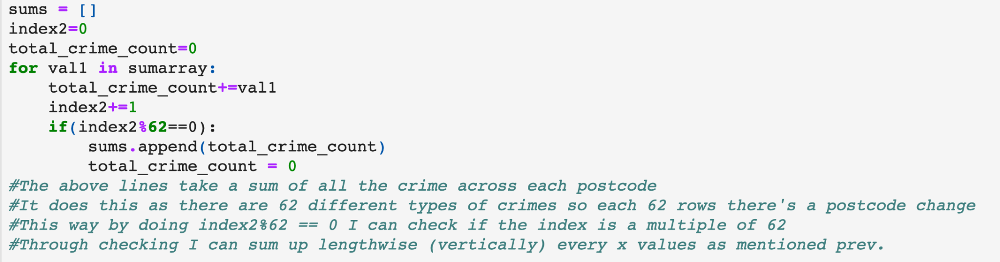 sums = []
index2=0
total_crime_count=0
for val1 in sumarray:
    total_crime_count+=val1
    index2+=1
    if(index2%62==0):
        sums.append(total_crime_count)
        total_crime_count = 0
#The above lines take a sum of all the crime across each postcode
#It does this as there are 62 different types of crimes so each 62 rows there's a postcode change
#This way by doing index2%62 == 0 I can check if the index is a multiple of 62
#Through checking I can sum up lengthwise (vertically) every x values as mentioned prev.